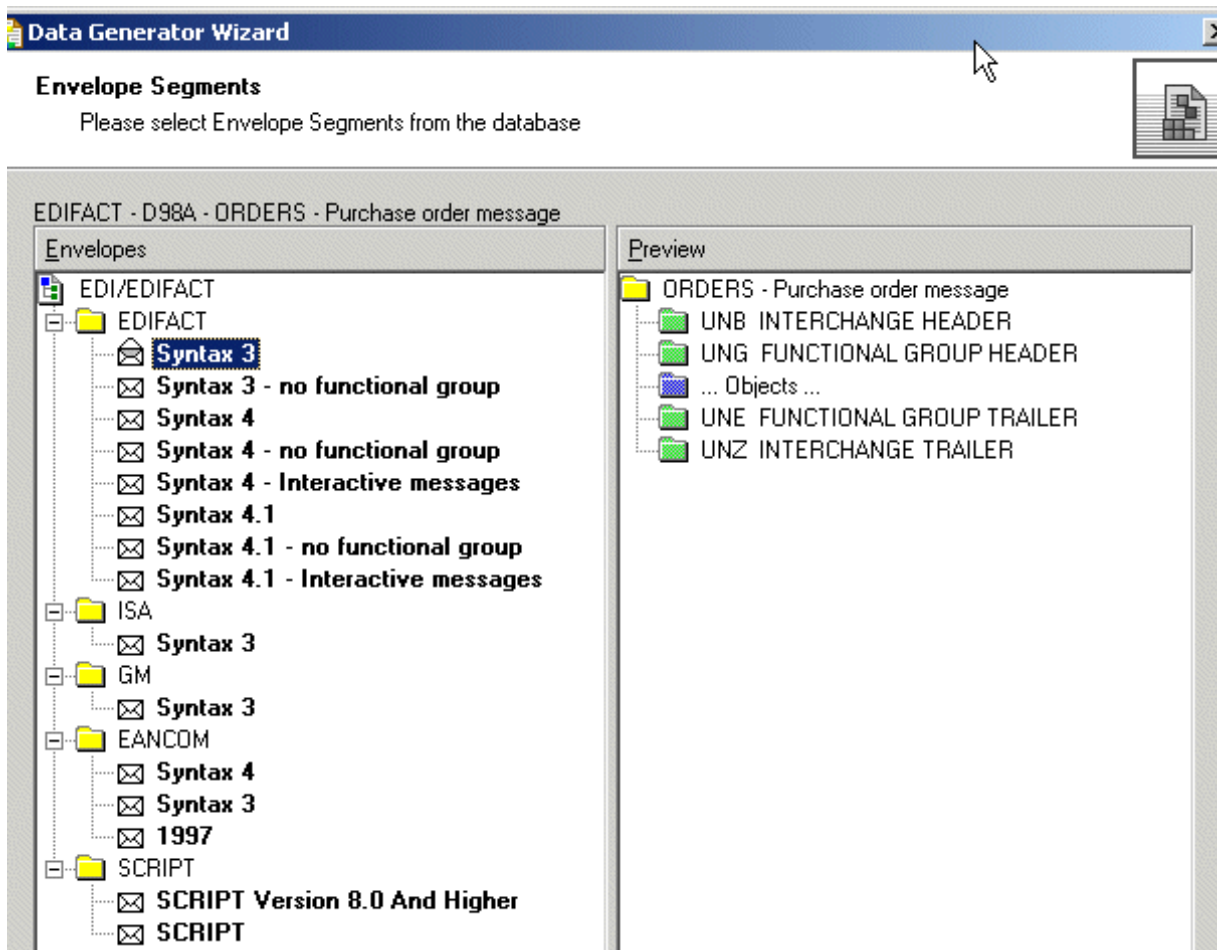 Data Generator Wizard
Envelope Segments
Please select Envelope Segments from the database
EDIFACT - D98A - ORDERS - Purchase order message
Envelopes
EDI/EDIFACT
EDIFACT
Syntax 3
Syntax 3 - no functional group
Syntax 4
Syntax 4 - no functional group
Syntax 4 - Interactive messages
Syntax 4.1
Syntax 4.1 - no functional group
Syntax 4.1 - Interactive messages
ISA
Syntax 3
GM
Syntax 3
EANCOM
Syntax 4
Syntax 3
1997
SCRIPT
SCRIPT Version 8.0 And Higher
SCRIPT
Preview
ORDERS - Purchase order message
UNB INTERCHANGE HEADER
UNG FUNCTIONAL GROUP HEADER
... Objects ...
UNE FUNCTIONAL GROUP TRAILER
UNZ INTERCHANGE TRAILER